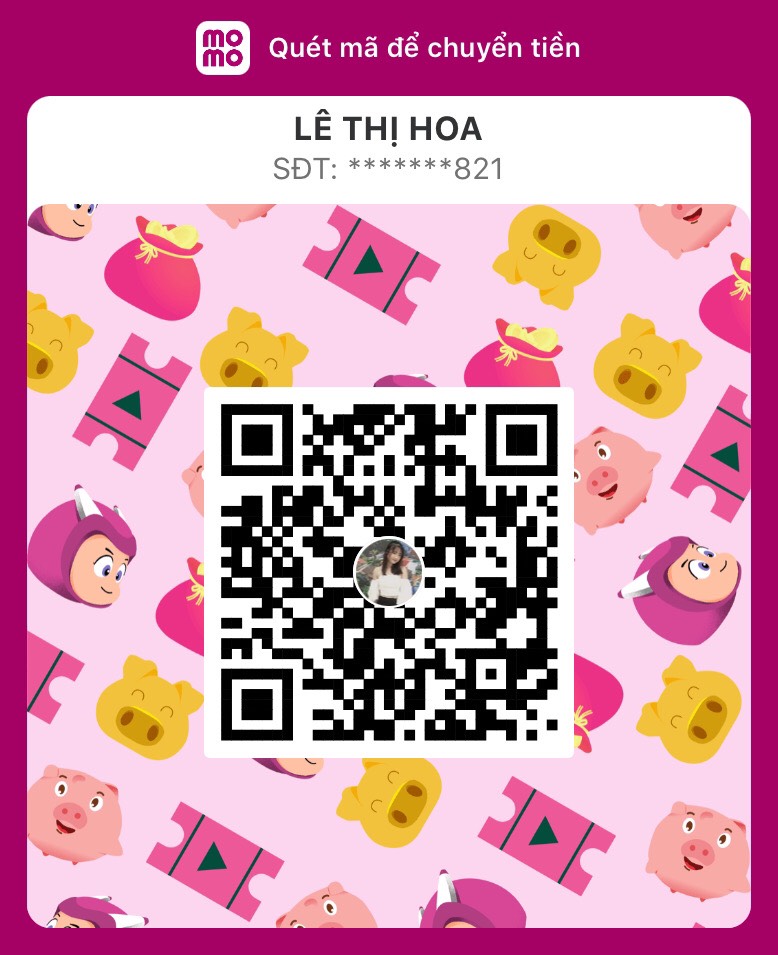 mo
mo
Quét mã để chuyển tiền
LÊ THỊ HOA
SĐT: *******821